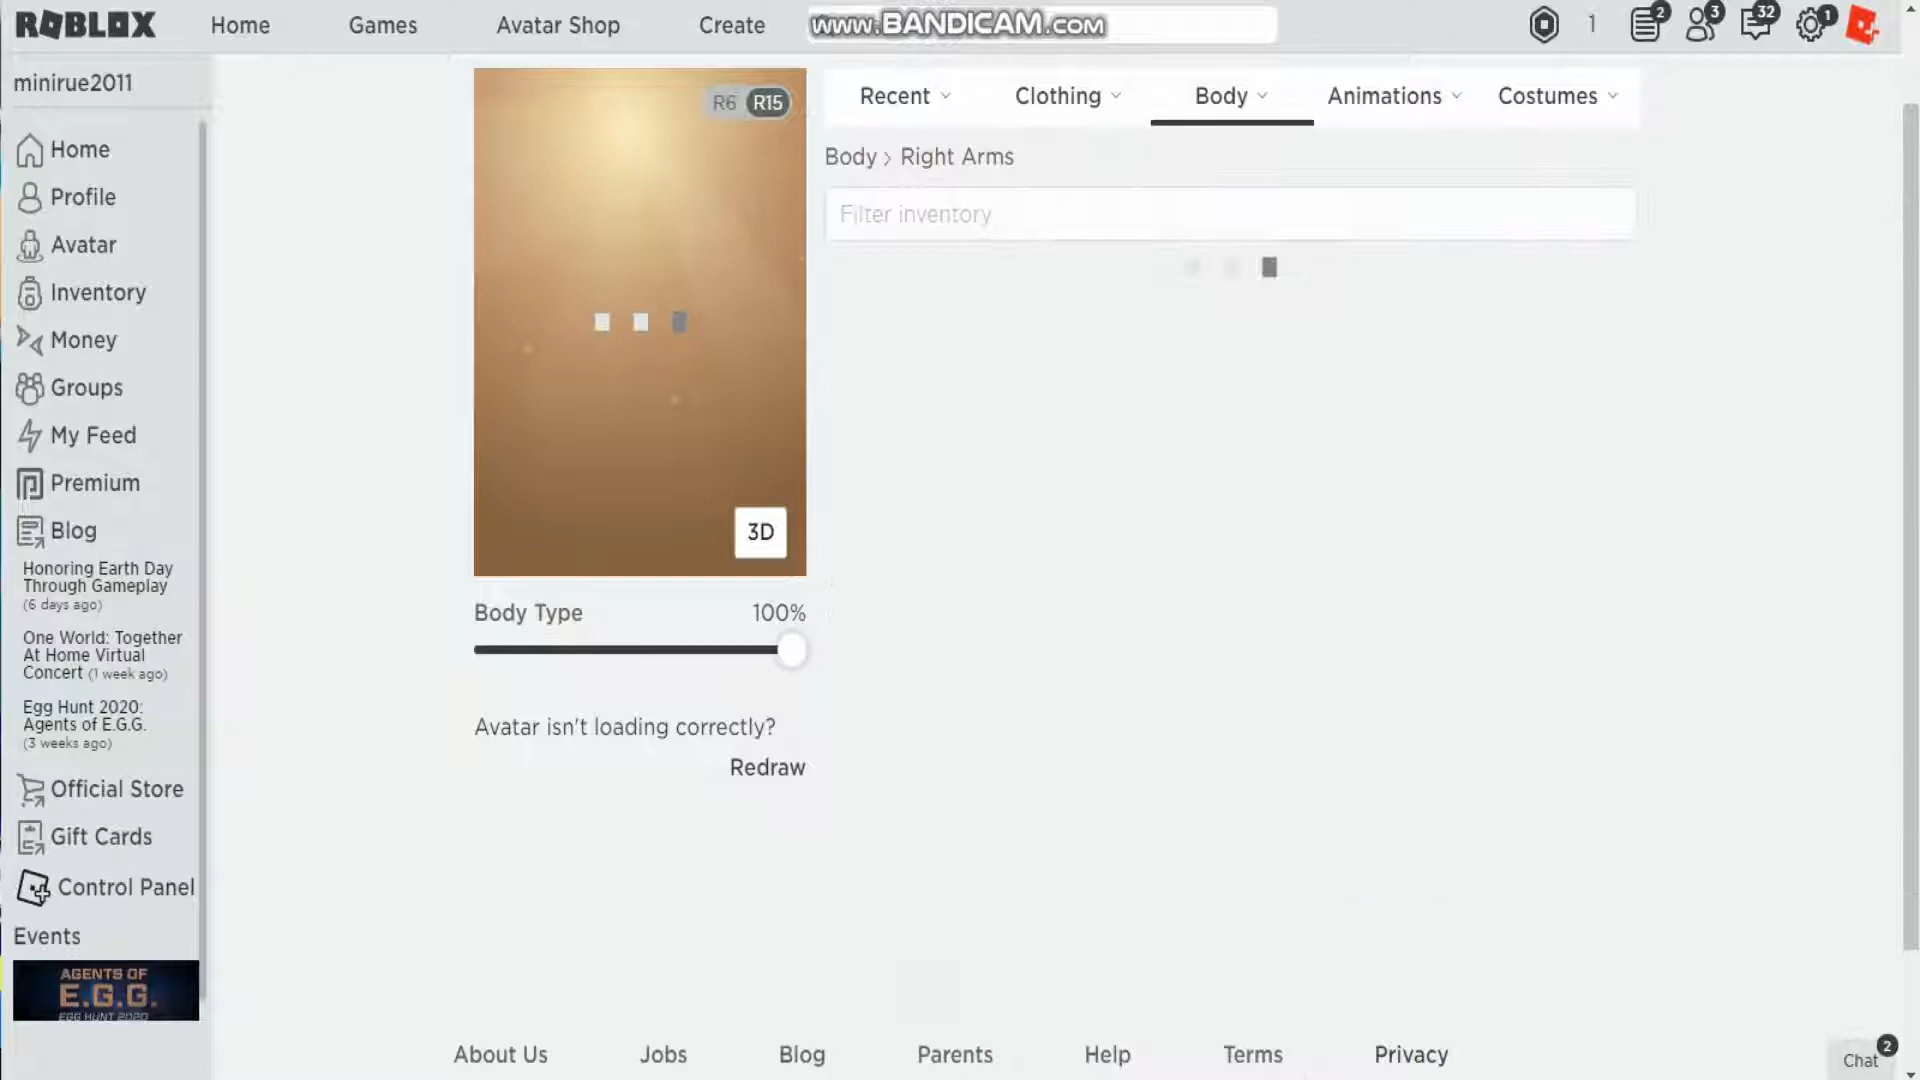 ROBLOX
Home
Games
Avatar Shop
Create
www.BANDICAM.com
1
2
3
32
1
minirue2011
Home
Profile
Avatar
Inventory
Money
Groups
My Feed
Premium
Blog
Honoring Earth Day
Through Gameplay
(6 days ago)
One World: Together
At Home Virtual
Concert (1 week ago)
Egg Hunt 2020:
Agents of E.G.G.
(3 weeks ago)
Official Store
Gift Cards
Control Panel
Events
AGENTS OF
E.G.G.
EGG HUNT 2020
R6 R15
3D
Body Type 100%
Avatar isn't loading correctly?
Redraw
Recent
Clothing
Body
Animations
Costumes
Body > Right Arms
Filter inventory
About Us
Jobs
Blog
Parents
Help
Terms
Privacy
Chat
2